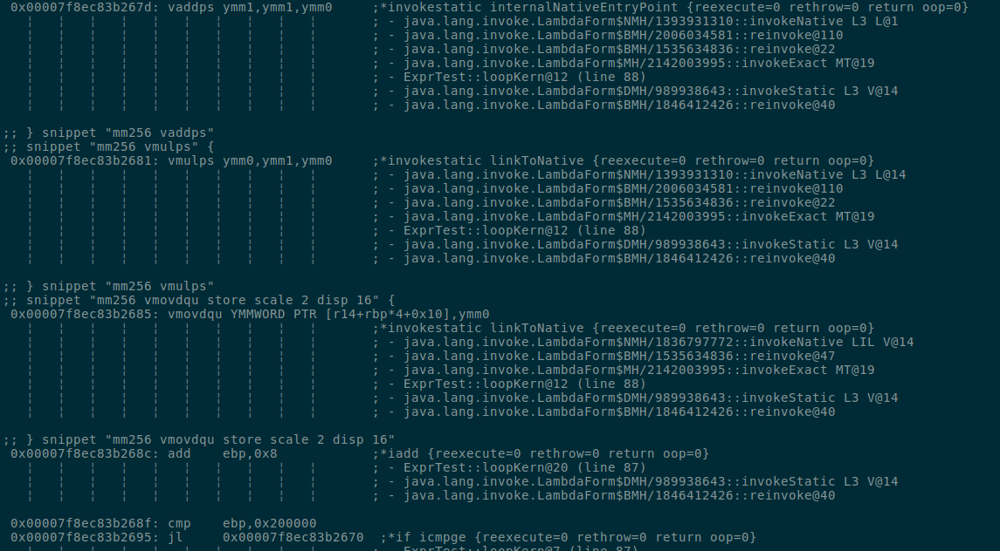 0x00007f8ec83b267d: vaddps ymm1,ymm1,ymm0     ;*invokestatic internalNativeEntryPoint {reexecute=0 rethrow=0 return oop=0}
¦ ¦ ¦ ¦ ¦ ¦ ¦ ¦ ¦ ¦ ; - java.lang.invoke.LambdaForm$NMH/1393931310::invokeNative L3 L@1
¦ ¦ ¦ ¦ ¦ ¦ ¦ ¦ ¦ ¦ ; - java.lang.invoke.LambdaForm$BMH/2006034581::reinvoke@110
¦ ¦ ¦ ¦ ¦ ¦ ¦ ¦ ¦ ¦ ; - java.lang.invoke.LambdaForm$BMH/1535634836::reinvoke@22
¦ ¦ ¦ ¦ ¦ ¦ ¦ ¦ ¦ ¦ ; - java.lang.invoke.LambdaForm$MH/2142003995::invokeExact MT@19
¦ ¦ ¦ ¦ ¦ ¦ ¦ ¦ ¦ ¦ ; - ExprTest::loopKern@12 (line 88)
¦ ¦ ¦ ¦ ¦ ¦ ¦ ¦ ¦ ¦ ; - java.lang.invoke.LambdaForm$DMH/989938643::invokeStatic L3 V@14
¦ ¦ ¦ ¦ ¦ ¦ ¦ ¦ ¦ ¦ ; - java.lang.invoke.LambdaForm$BMH/1846412426::reinvoke@40
;; } snippet "mm256 vaddps"
;; snippet "mm256 vmulps" {
0x00007f8ec83b2681: vmulps ymm0,ymm1,ymm0     ;*invokestatic linkToNative {reexecute=0 rethrow=0 return oop=0}
¦ ¦ ¦ ¦ ¦ ¦ ¦ ¦ ¦ ¦ ; - java.lang.invoke.LambdaForm$NMH/1393931310::invokeNative L3 L@14
¦ ¦ ¦ ¦ ¦ ¦ ¦ ¦ ¦ ¦ ; - java.lang.invoke.LambdaForm$BMH/2006034581::reinvoke@110
¦ ¦ ¦ ¦ ¦ ¦ ¦ ¦ ¦ ¦ ; - java.lang.invoke.LambdaForm$BMH/1535634836::reinvoke@22
¦ ¦ ¦ ¦ ¦ ¦ ¦ ¦ ¦ ¦ ; - java.lang.invoke.LambdaForm$MH/2142003995::invokeExact MT@19
¦ ¦ ¦ ¦ ¦ ¦ ¦ ¦ ¦ ¦ ; - ExprTest::loopKern@12 (line 88)
¦ ¦ ¦ ¦ ¦ ¦ ¦ ¦ ¦ ¦ ; - java.lang.invoke.LambdaForm$DMH/989938643::invokeStatic L3 V@14
¦ ¦ ¦ ¦ ¦ ¦ ¦ ¦ ¦ ¦ ; - java.lang.invoke.LambdaForm$BMH/1846412426::reinvoke@40
;; } snippet "mm256 vmulps"
;; snippet "mm256 vmovdqu store scale 2 disp 16" {
0x00007f8ec83b2685: vmovdqu YMMWORD PTR [r14+rbp*4+0x10],ymm0
¦ ¦ ¦ ¦ ¦ ¦ ¦ ¦ ¦ ¦ ;*invokestatic linkToNative {reexecute=0 rethrow=0 return oop=0}
¦ ¦ ¦ ¦ ¦ ¦ ¦ ¦ ¦ ¦ ; - java.lang.invoke.LambdaForm$NMH/1836797772::invokeNative LIL V@14
¦ ¦ ¦ ¦ ¦ ¦ ¦ ¦ ¦ ¦ ; - java.lang.invoke.LambdaForm$BMH/1535634836::reinvoke@47
¦ ¦ ¦ ¦ ¦ ¦ ¦ ¦ ¦ ¦ ; - java.lang.invoke.LambdaForm$MH/2142003995::invokeExact MT@19
¦ ¦ ¦ ¦ ¦ ¦ ¦ ¦ ¦ ¦ ; - ExprTest::loopKern@12 (line 88)
¦ ¦ ¦ ¦ ¦ ¦ ¦ ¦ ¦ ¦ ; - java.lang.invoke.LambdaForm$DMH/989938643::invokeStatic L3 V@14
¦ ¦ ¦ ¦ ¦ ¦ ¦ ¦ ¦ ¦ ; - java.lang.invoke.LambdaForm$BMH/1846412426::reinvoke@40
;; } snippet "mm256 vmovdqu store scale 2 disp 16"
0x00007f8ec83b268c: add    ebp,0x8            ;*iadd {reexecute=0 rethrow=0 return oop=0}
¦ ¦ ¦ ¦ ¦ ¦ ¦ ¦ ¦ ¦ ; - ExprTest::loopKern@20 (line 87)
¦ ¦ ¦ ¦ ¦ ¦ ¦ ¦ ¦ ¦ ; - java.lang.invoke.LambdaForm$DMH/989938643::invokeStatic L3 V@14
¦ ¦ ¦ ¦ ¦ ¦ ¦ ¦ ¦ ¦ ; - java.lang.invoke.LambdaForm$BMH/1846412426::reinvoke@40
0x00007f8ec83b268f: cmp    ebp,0x200000
0x00007f8ec83b2695: jl     0x00007f8ec83b2670  ;*if icmpge {reexecute=0 rethrow=0 return oop=0}
¦ ¦ ¦ ¦ ¦ ¦ ¦ ¦ ¦ ¦ ; - ExprTest::loopKern@7 (line 87)